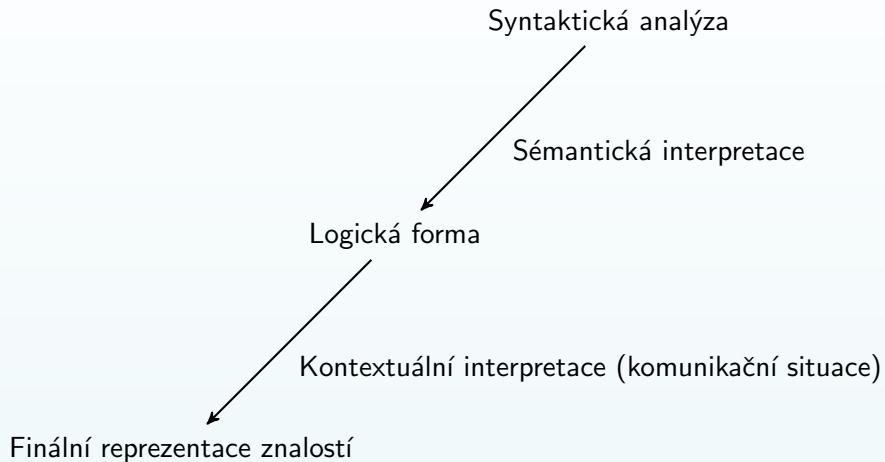 Syntaktická analýza
Sémantická interpretace
Logická forma
Kontextuální interpretace (komunikační situace)
Finální reprezentace znalostí